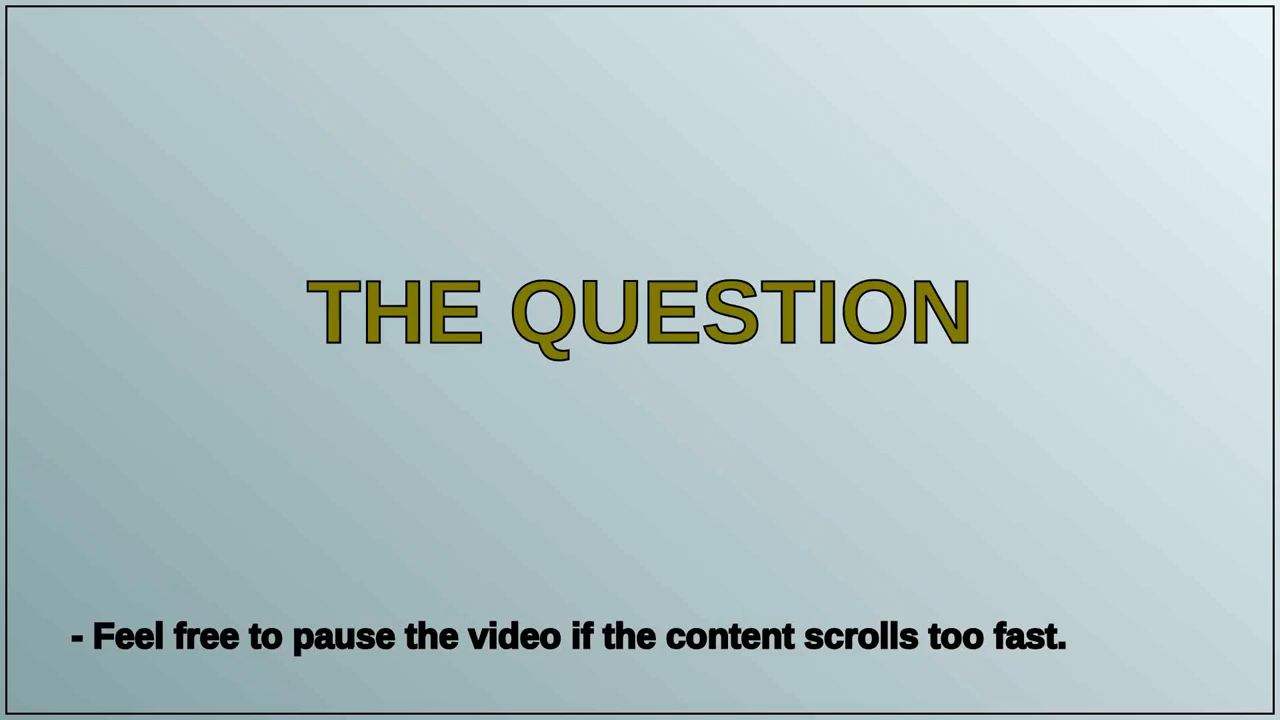 THE QUESTION
- Feel free to pause the video if the content scrolls too fast.